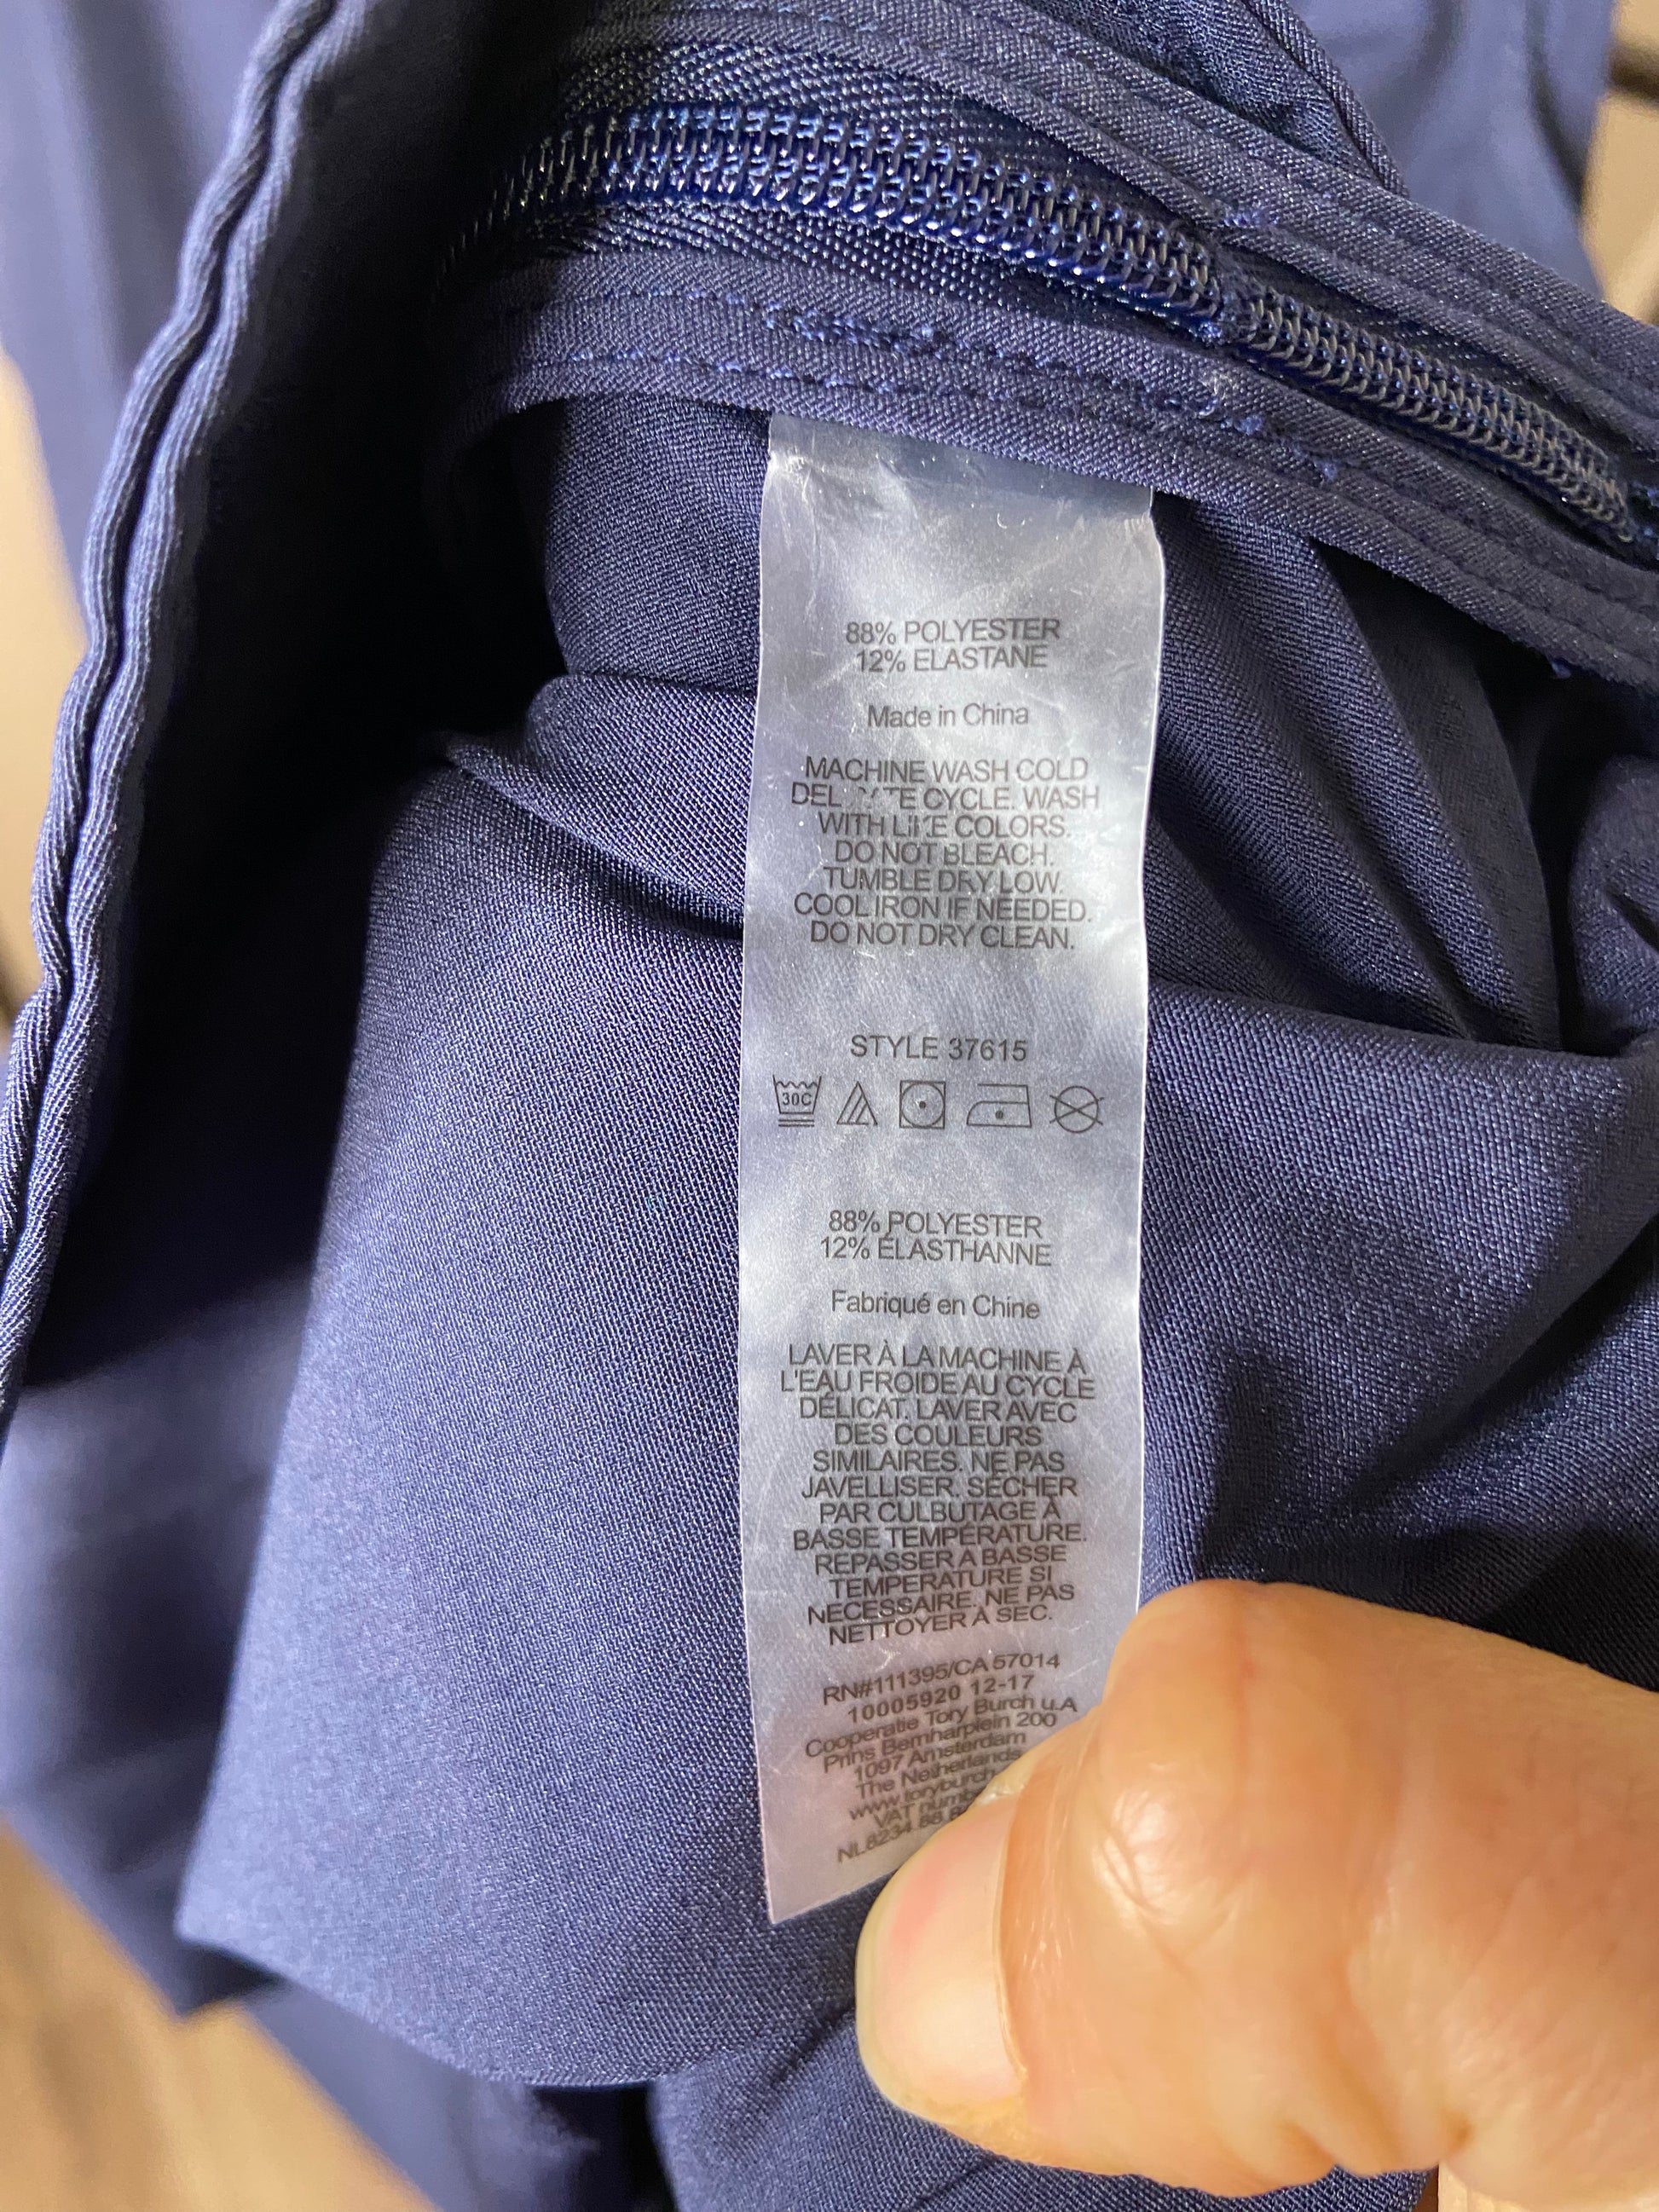 88% POLYESTER
12% ELASTANE
Made in China
MACHINE WASH COLD
CYCLE. WASH
WITH LIKE COLORS.
DO NOT BLEACH.
TUMBLE DRY LOW.
COOL IRON IF NEEDED.
DO NOT DRY CLEAN.
STYLE 37615
30C
88% POLYESTER
12% ÉLASTHANNE
Fabriqué en Chine
LAVER À LA MACHINE À
L'EAU FROIDE AU CYCLE
DÉLICAT. LAVER AVEC
DES COULEURS
SIMILAIRES. NE PAS
JAVELLISER. SÉCHER
PAR CULBUTAGE À
BASSE TEMPÉRATURE.
REPASSER A BASSE
TEMPERATURE SI
NECESSAIRE. NE PAS
NETTOYER À SEC.
RN#111395/CA 57014
10005920 12-17
Cooperatie Tory Burch u.A
Prins Bernharplein 200
1097 Amsterdam
The Netherlands
VAT